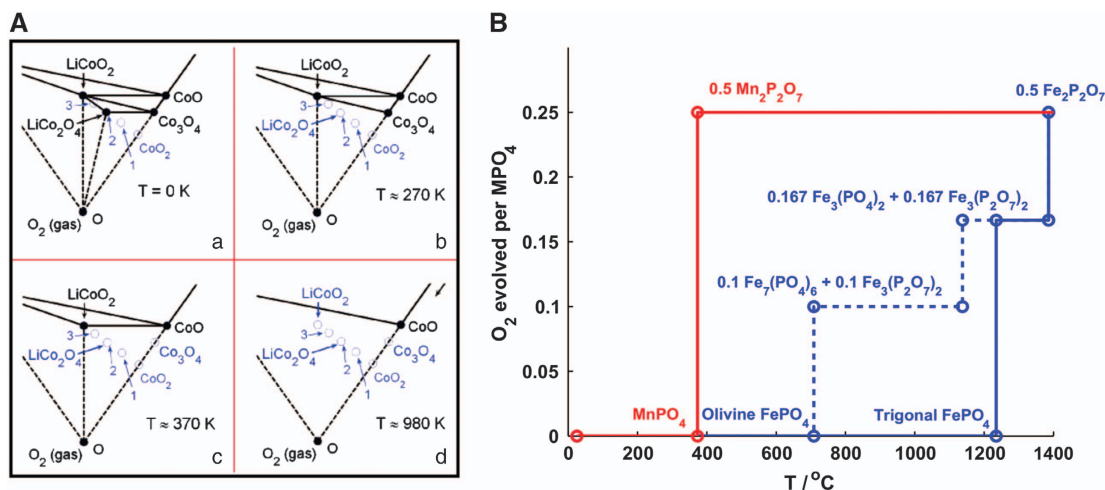 A
LiCoO₂
3
CoO
LiCo₂O₄
Co₃O₄
2
CoO₂
1
T = 0 K
O₂ (gas)
O
a
LiCoO₂
3
CoO
LiCo₂O₄
Co₃O₄
2
CoO₂
1
T ≈ 270 K
O₂ (gas)
O
b
LiCoO₂
3
CoO
LiCo₂O₄
Co₃O₄
2
CoO₂
1
T ≈ 370 K
O₂ (gas)
O
c
LiCoO₂
3
CoO
LiCo₂O₄
Co₃O₄
2
CoO₂
1
T ≈ 980 K
O₂ (gas)
O
d
B
O₂ evolved per MPO₄
0.25
0.2
0.15
0.1
0.05
0
0.5 Mn₂P₂O₇
0.5 Fe₂P₂O₇
0.167 Fe₃(PO₄)₂ + 0.167 Fe₃(P₂O₇)₂
0.1 Fe₇(PO₄)₆ + 0.1 Fe₃(P₂O₇)₂
MnPO₄
Olivine FePO₄
Trigonal FePO₄
0 200 400 600 800 1000 1200 1400
T / °C